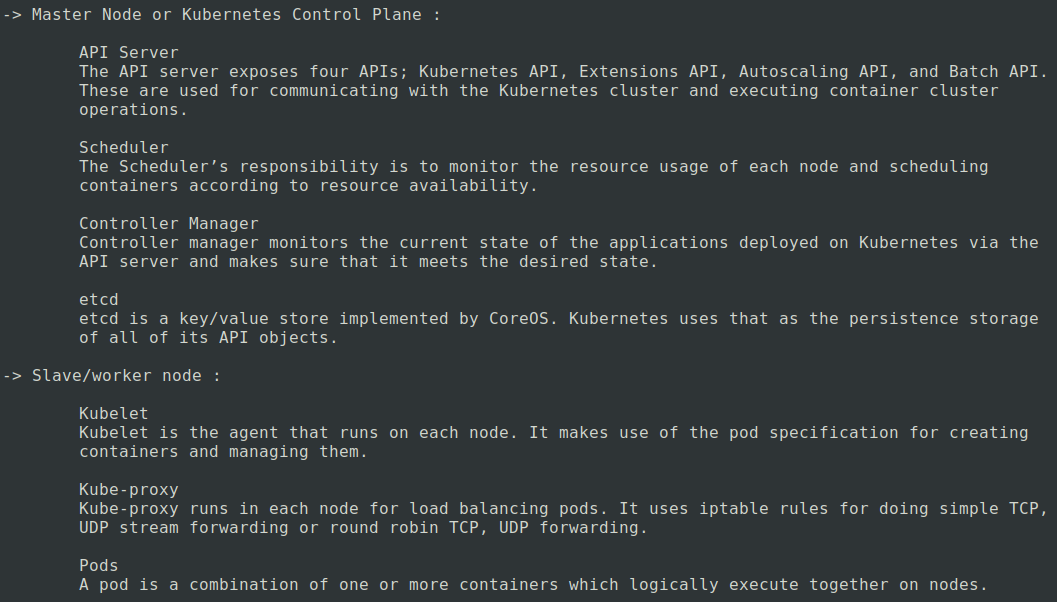 -> Master Node or Kubernetes Control Plane :
API Server
The API server exposes four APIs; Kubernetes API, Extensions API, Autoscaling API, and Batch API.
These are used for communicating with the Kubernetes cluster and executing container cluster
operations.
Scheduler
The Scheduler’s responsibility is to monitor the resource usage of each node and scheduling
containers according to resource availability.
Controller Manager
Controller manager monitors the current state of the applications deployed on Kubernetes via the
API server and makes sure that it meets the desired state.
etcd
etcd is a key/value store implemented by CoreOS. Kubernetes uses that as the persistence storage
of all of its API objects.
-> Slave/worker node :
Kubelet
Kubelet is the agent that runs on each node. It makes use of the pod specification for creating
containers and managing them.
Kube-proxy
Kube-proxy runs in each node for load balancing pods. It uses iptable rules for doing simple TCP,
UDP stream forwarding or round robin TCP, UDP forwarding.
Pods
A pod is a combination of one or more containers which logically execute together on nodes.